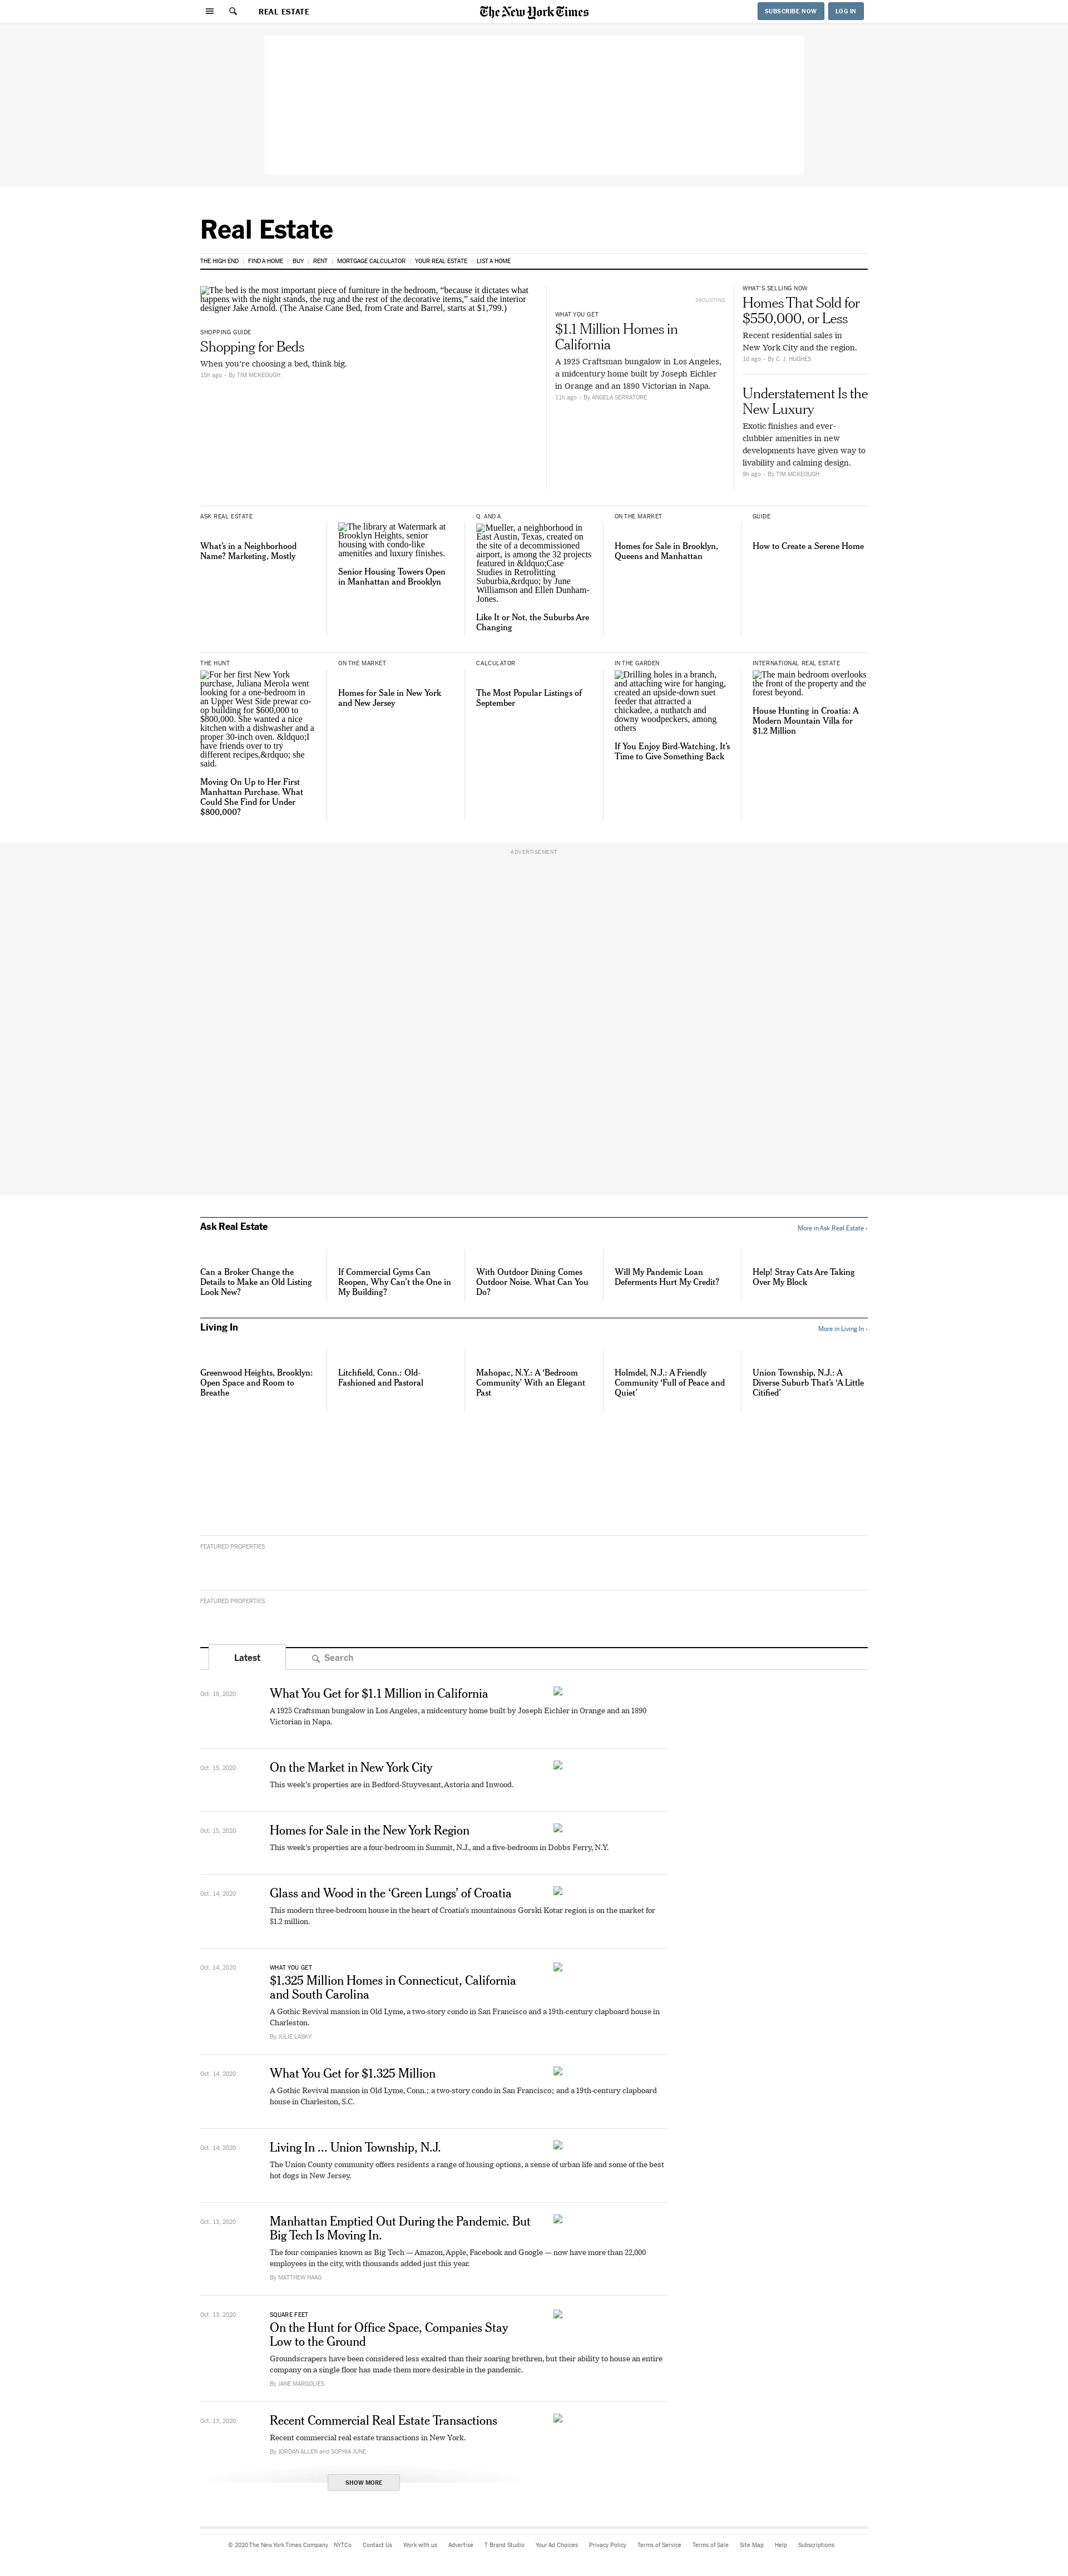 REAL ESTATE
The New York Times
SUBSCRIBE NOW
LOG IN
Real Estate
THE HIGH END | FIND A HOME | BUY | RENT | MORTGAGE CALCULATOR | YOUR REAL ESTATE | LIST A HOME
The bed is the most important piece of furniture in the bedroom, “because it dictates what
happens with the night stands, the rug and the rest of the decorative items,” said the interior
designer Jake Arnold. (The Anaise Cane Bed, from Crate and Barrel, starts at $1,799.)
SHOPPING GUIDE
Shopping for Beds
When you’re choosing a bed, think big.
15h ago - By TIM MCKEOUGH
390LISTING
WHAT YOU GET
$1.1 Million Homes in
California
A 1925 Craftsman bungalow in Los Angeles,
a midcentury home built by Joseph Eichler
in Orange and an 1890 Victorian in Napa.
11h ago - By ANGELA SERRATORE
WHAT’S SELLING NOW
Homes That Sold for
$550,000, or Less
Recent residential sales in
New York City and the region.
1d ago - By C. J. HUGHES
Understatement Is the
New Luxury
Exotic finishes and ever-
clubbier amenities in new
developments have given way to
livability and calming design.
9h ago - By TIM MCKEOUGH
ASK REAL ESTATE
What’s in a Neighborhood
Name? Marketing, Mostly
The library at Watermark at
Brooklyn Heights, senior
housing with condo-like
amenities and luxury finishes.
Senior Housing Towers Open
in Manhattan and Brooklyn
Q. AND A.
Mueller, a neighborhood in
East Austin, Texas, created on
the site of a decommissioned
airport, is among the 32 projects
featured in &ldquo;Case
Studies in Retrofitting
Suburbia,&rdquo; by June
Williamson and Ellen Dunham-
Jones.
Like It or Not, the Suburbs Are
Changing
ON THE MARKET
Homes for Sale in Brooklyn,
Queens and Manhattan
GUIDE
How to Create a Serene Home
THE HUNT
For her first New York
purchase, Juliana Merola went
looking for a one-bedroom in
an Upper West Side prewar co-
op building for $600,000 to
$800,000. She wanted a nice
kitchen with a dishwasher and a
proper 30-inch oven. &ldquo;I
have friends over to try
different recipes,&rdquo; she
said.
Moving On Up to Her First
Manhattan Purchase. What
Could She Find for Under
$800,000?
ON THE MARKET
Homes for Sale in New York
and New Jersey
CALCULATOR
The Most Popular Listings of
September
IN THE GARDEN
Drilling holes in a branch,
and attaching wire for hanging,
created an upside-down suet
feeder that attracted a
chickadee, a nuthatch and
downy woodpeckers, among
others
If You Enjoy Bird-Watching, It’s
Time to Give Something Back
INTERNATIONAL REAL ESTATE
The main bedroom overlooks
the front of the property and the
forest beyond.
House Hunting in Croatia: A
Modern Mountain Villa for
$1.2 Million
ADVERTISEMENT
Ask Real Estate
More in Ask Real Estate ›
Can a Broker Change the
Details to Make an Old Listing
Look New?
If Commercial Gyms Can
Reopen, Why Can’t the One in
My Building?
With Outdoor Dining Comes
Outdoor Noise. What Can You
Do?
Will My Pandemic Loan
Deferments Hurt My Credit?
Help! Stray Cats Are Taking
Over My Block
Living In
More in Living In ›
Greenwood Heights, Brooklyn:
Open Space and Room to
Breathe
Litchfield, Conn.: Old-
Fashioned and Pastoral
Mahopac, N.Y.: A ‘Bedroom
Community’ With an Elegant
Past
Holmdel, N.J.: A Friendly
Community ‘Full of Peace and
Quiet’
Union Township, N.J.: A
Diverse Suburb That’s ‘A Little
Citified’
FEATURED PROPERTIES
FEATURED PROPERTIES
Latest
Search
Oct. 19, 2020
What You Get for $1.1 Million in California
A 1925 Craftsman bungalow in Los Angeles, a midcentury home built by Joseph Eichler in Orange and an 1890
Victorian in Napa.
Oct. 15, 2020
On the Market in New York City
This week’s properties are in Bedford-Stuyvesant, Astoria and Inwood.
Oct. 15, 2020
Homes for Sale in the New York Region
This week’s properties are a four-bedroom in Summit, N.J., and a five-bedroom in Dobbs Ferry, N.Y.
Oct. 14, 2020
Glass and Wood in the ‘Green Lungs’ of Croatia
This modern three-bedroom house in the heart of Croatia’s mountainous Gorski Kotar region is on the market for
$1.2 million.
Oct. 14, 2020
WHAT YOU GET
$1.325 Million Homes in Connecticut, California
and South Carolina
A Gothic Revival mansion in Old Lyme, a two-story condo in San Francisco and a 19th-century clapboard house in
Charleston.
By JULIE LASKY
Oct. 14, 2020
What You Get for $1.325 Million
A Gothic Revival mansion in Old Lyme, Conn.; a two-story condo in San Francisco; and a 19th-century clapboard
house in Charleston, S.C.
Oct. 14, 2020
Living In ... Union Township, N.J.
The Union County community offers residents a range of housing options, a sense of urban life and some of the best
hot dogs in New Jersey.
Oct. 13, 2020
Manhattan Emptied Out During the Pandemic. But
Big Tech Is Moving In.
The four companies known as Big Tech — Amazon, Apple, Facebook and Google — now have more than 22,000
employees in the city, with thousands added just this year.
By MATTHEW HAAG
Oct. 13, 2020
SQUARE FEET
On the Hunt for Office Space, Companies Stay
Low to the Ground
Groundscrapers have been considered less exalted than their soaring brethren, but their ability to house an entire
company on a single floor has made them more desirable in the pandemic.
By JANE MARGOLIES
Oct. 13, 2020
Recent Commercial Real Estate Transactions
Recent commercial real estate transactions in New York.
By JORDAN ALLEN and SOPHIA JUNE
SHOW MORE
© 2020 The New York Times Company NYTCo Contact Us Work with us Advertise T Brand Studio Your Ad Choices Privacy Policy Terms of Service Terms of Sale Site Map Help Subscriptions